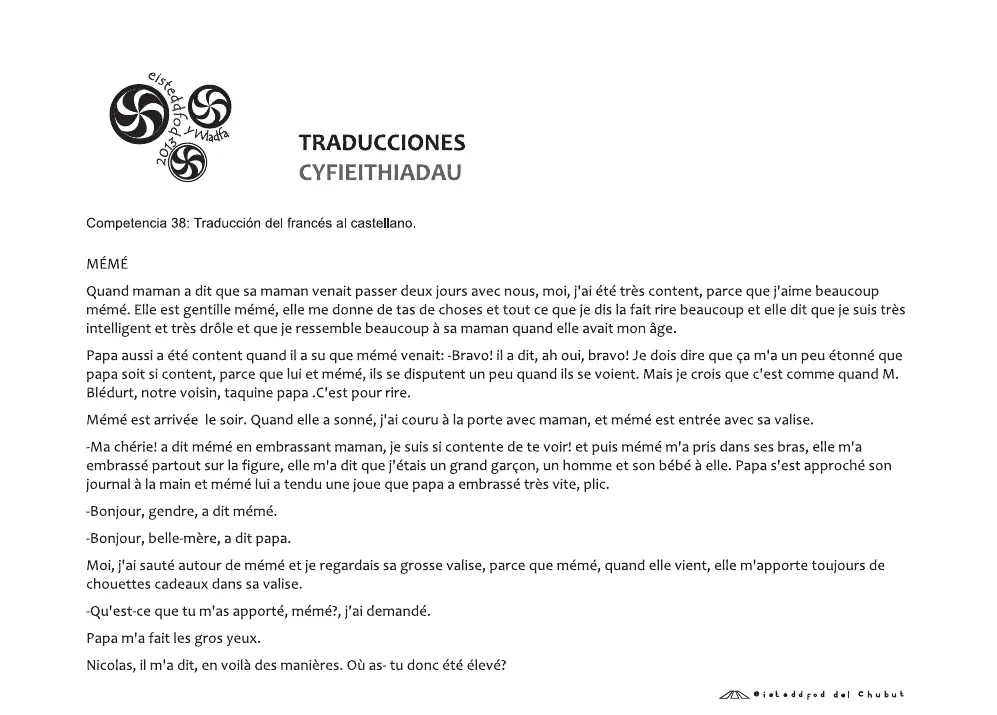 eisteddfod
y Wladfa
2013
TRADUCCIONES
CYFIEITHIADAU
Competencia 38: Traducción del francés al castellano.
MÉMÉ
Quand maman a dit que sa maman venait passer deux jours avec nous, moi, j'ai été très content, parce que j'aime beaucoup
mémé. Elle est gentille mémé, elle me donne de tas de choses et tout ce que je dis la fait rire beaucoup et elle dit que je suis très
intelligent et très drôle et que je ressemble beaucoup à sa maman quand elle avait mon âge.
Papa aussi a été content quand il a su que mémé venait: -Bravo! il a dit, ah oui, bravo! Je dois dire que ça m'a un peu étonné que
papa soit si content, parce que lui et mémé, ils se disputent un peu quand ils se voient. Mais je crois que c'est comme quand M.
Blédurt, notre voisin, taquine papa .C'est pour rire.
Mémé est arrivée  le soir. Quand elle a sonné, j'ai couru à la porte avec maman, et mémé est entrée avec sa valise.
-Ma chérie! a dit mémé en embrassant maman, je suis si contente de te voir! et puis mémé m'a pris dans ses bras, elle m'a
embrassé partout sur la figure, elle m'a dit que j'étais un grand garçon, un homme et son bébé à elle. Papa s'est approché son
journal à la main et mémé lui a tendu une joue que papa a embrassé très vite, plic.
-Bonjour, gendre, a dit mémé.
-Bonjour, belle-mère, a dit papa.
Moi, j'ai sauté autour de mémé et je regardais sa grosse valise, parce que mémé, quand elle vient, elle m'apporte toujours de
chouettes cadeaux dans sa valise.
-Qu'est-ce que tu m'as apporté, mémé?, j'ai demandé.
Papa m'a fait les gros yeux.
Nicolas, il m'a dit, en voilà des manières. Où as- tu donc été élevé?
eisteddfod del Chubut